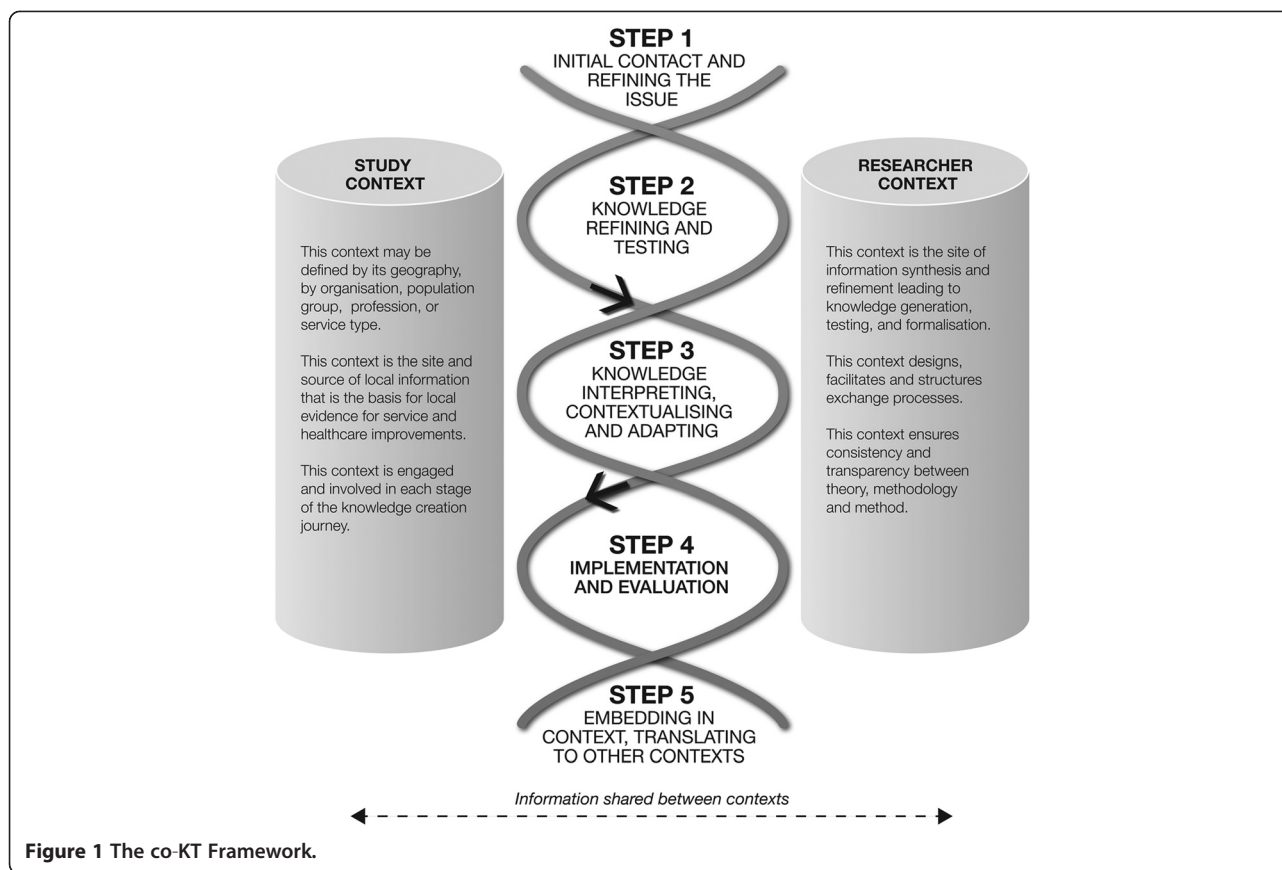 STEP 1
INITIAL CONTACT AND
REFINING THE
ISSUE
STUDY
CONTEXT
This context may be
defined by its geography,
by organisation, population
group, profession, or
service type.
This context is the site and
source of local information
that is the basis for local
evidence for service and
healthcare improvements.
This context is engaged
and involved in each stage
of the knowledge creation
journey.
STEP 2
KNOWLEDGE
REFINING AND
TESTING
STEP 3
KNOWLEDGE
INTERPRETING,
CONTEXTUALISING
AND ADAPTING
STEP 4
IMPLEMENTATION
AND EVALUATION
STEP 5
EMBEDDING IN
CONTEXT, TRANSLATING
TO OTHER CONTEXTS
RESEARCHER
CONTEXT
This context is the site of
information synthesis and
refinement leading to
knowledge generation,
testing, and formalisation.
This context designs,
facilitates and structures
exchange processes.
This context ensures
consistency and
transparency between
theory, methodology
and method.
Information shared between contexts
Figure 1 The co-KT Framework.